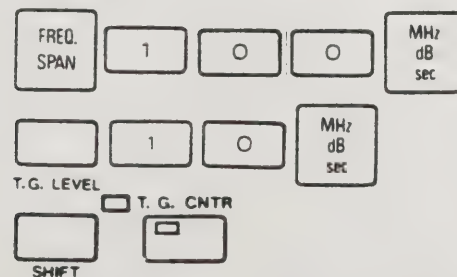 FREQ. SPAN 1 0 0 MHz dB sec
1 0 MHz dB sec
T.G. LEVEL
T. G. CNTR
SHIFT